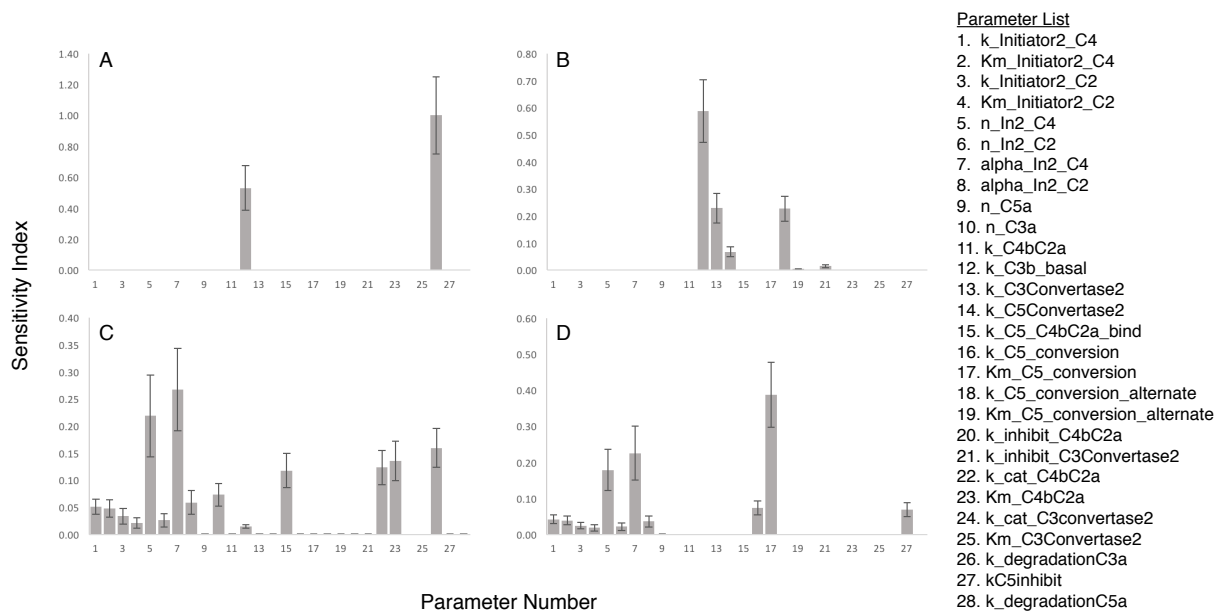 A
1.40
1.20
1.00
0.80
0.60
0.40
0.20
0.00
1 3 5 7 9 11 13 15 17 19 21 23 25 27
B
0.80
0.70
0.60
0.50
0.40
0.30
0.20
0.10
0.00
1 3 5 7 9 11 13 15 17 19 21 23 25 27
Sensitivity Index
C
0.40
0.35
0.30
0.25
0.20
0.15
0.10
0.05
0.00
1 3 5 7 9 11 13 15 17 19 21 23 25 27
D
0.60
0.50
0.40
0.30
0.20
0.10
0.00
1 3 5 7 9 11 13 15 17 19 21 23 25 27
Parameter Number
Parameter List
1. k_Initiator2_C4
2. Km_Initiator2_C4
3. k_Initiator2_C2
4. Km_Initiator2_C2
5. n_In2_C4
6. n_In2_C2
7. alpha_In2_C4
8. alpha_In2_C2
9. n_C5a
10. n_C3a
11. k_C4bC2a
12. k_C3b_basal
13. k_C3Convertase2
14. k_C5Convertase2
15. k_C5_C4bC2a_bind
16. k_C5_conversion
17. Km_C5_conversion
18. k_C5_conversion_alternate
19. Km_C5_conversion_alternate
20. k_inhibit_C4bC2a
21. k_inhibit_C3Convertase2
22. k_cat_C4bC2a
23. Km_C4bC2a
24. k_cat_C3convertase2
25. Km_C3Convertase2
26. k_degradationC3a
27. kC5inhibit
28. k_degradationC5a